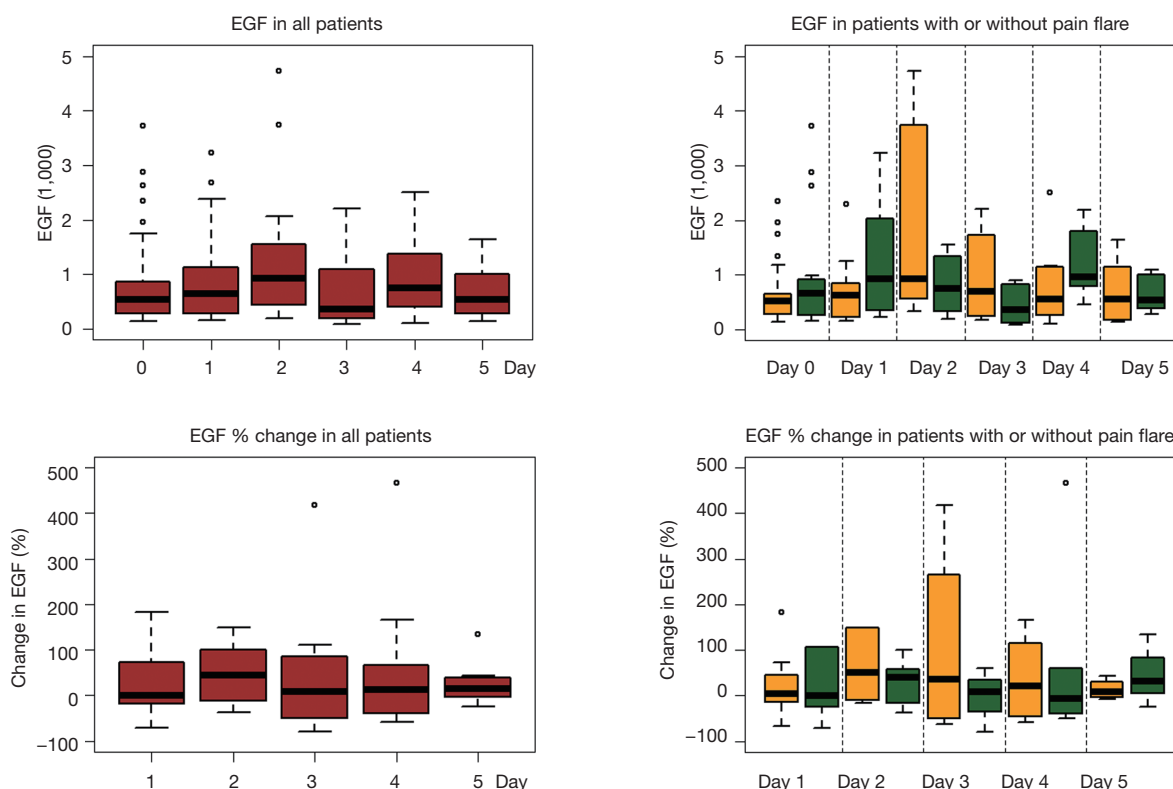 EGF in all patients
EGF (1,000)
5
4
3
2
1
0
0 1 2 3 4 5 Day
EGF in patients with or without pain flare
EGF (1,000)
5
4
3
2
1
0
Day 0 Day 1 Day 2 Day 3 Day 4 Day 5
EGF % change in all patients
Change in EGF (%)
500
400
300
200
100
0
−100
1 2 3 4 5 Day
EGF % change in patients with or without pain flare
Change in EGF (%)
500
400
300
200
100
0
−100
Day 1 Day 2 Day 3 Day 4 Day 5